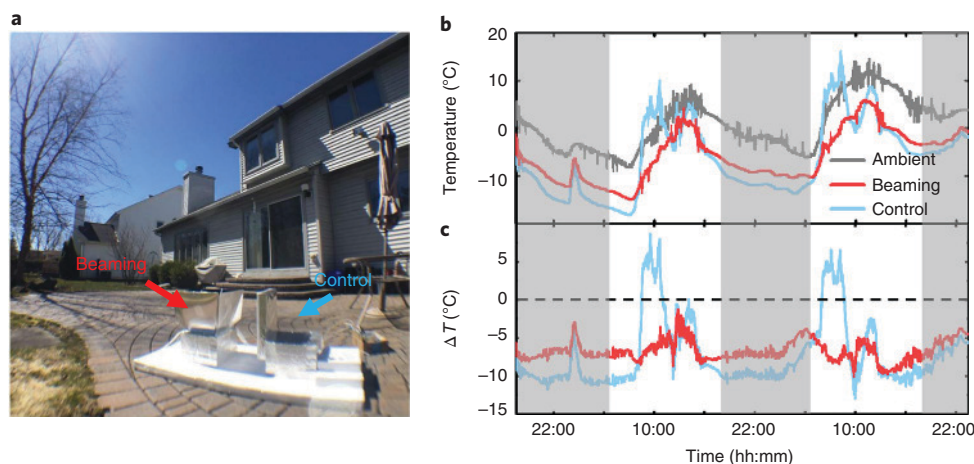 a
Beaming
Control
b
Temperature (°C)
20
10
0
−10
Ambient
Beaming
Control
c
Δ T (°C)
5
0
−5
−10
−15
22:00
10:00
22:00
10:00
22:00
Time (hh:mm)